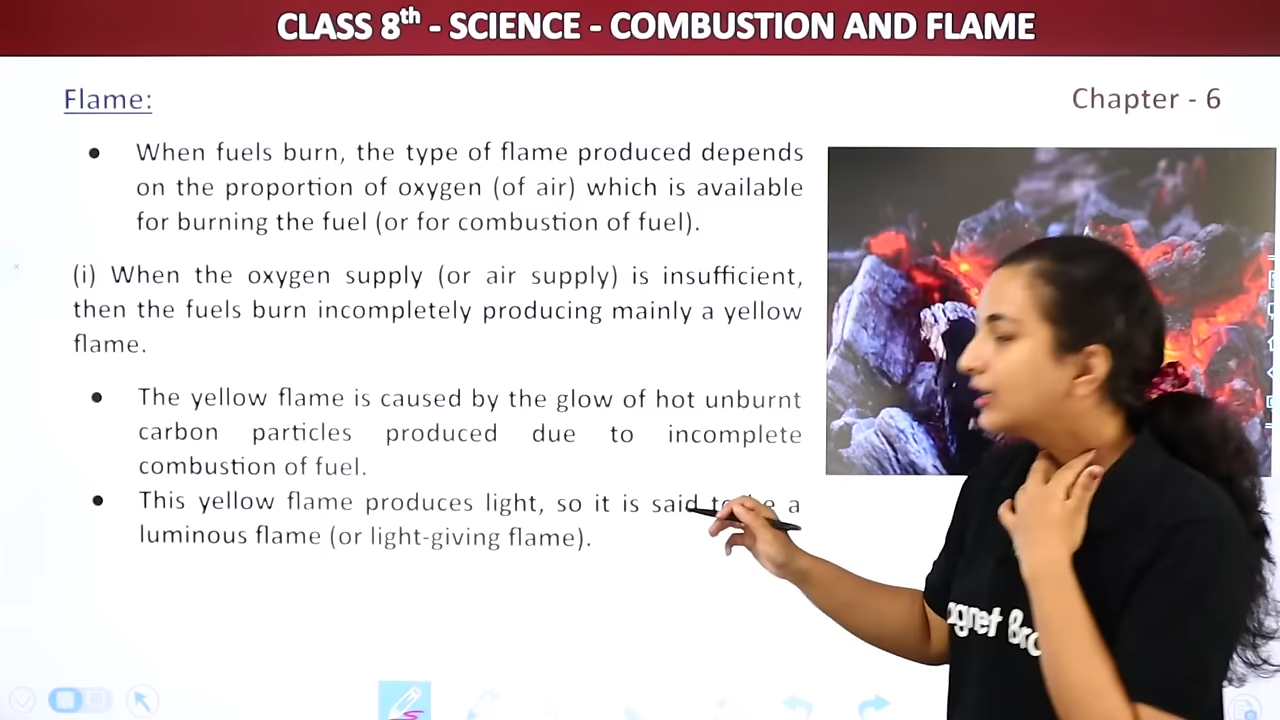 CLASS 8th - SCIENCE - COMBUSTION AND FLAME
Flame:
Chapter - 6
● When fuels burn, the type of flame produced depends
on the proportion of oxygen (of air) which is available
for burning the fuel (or for combustion of fuel).
(i) When the oxygen supply (or air supply) is insufficient,
then the fuels burn incompletely producing mainly a yellow
flame.
● The yellow flame is caused by the glow of hot unburnt
carbon particles produced due to incomplete
combustion of fuel.
● This yellow flame produces light, so it is said to be a
luminous flame (or light-giving flame).
agnet Bro